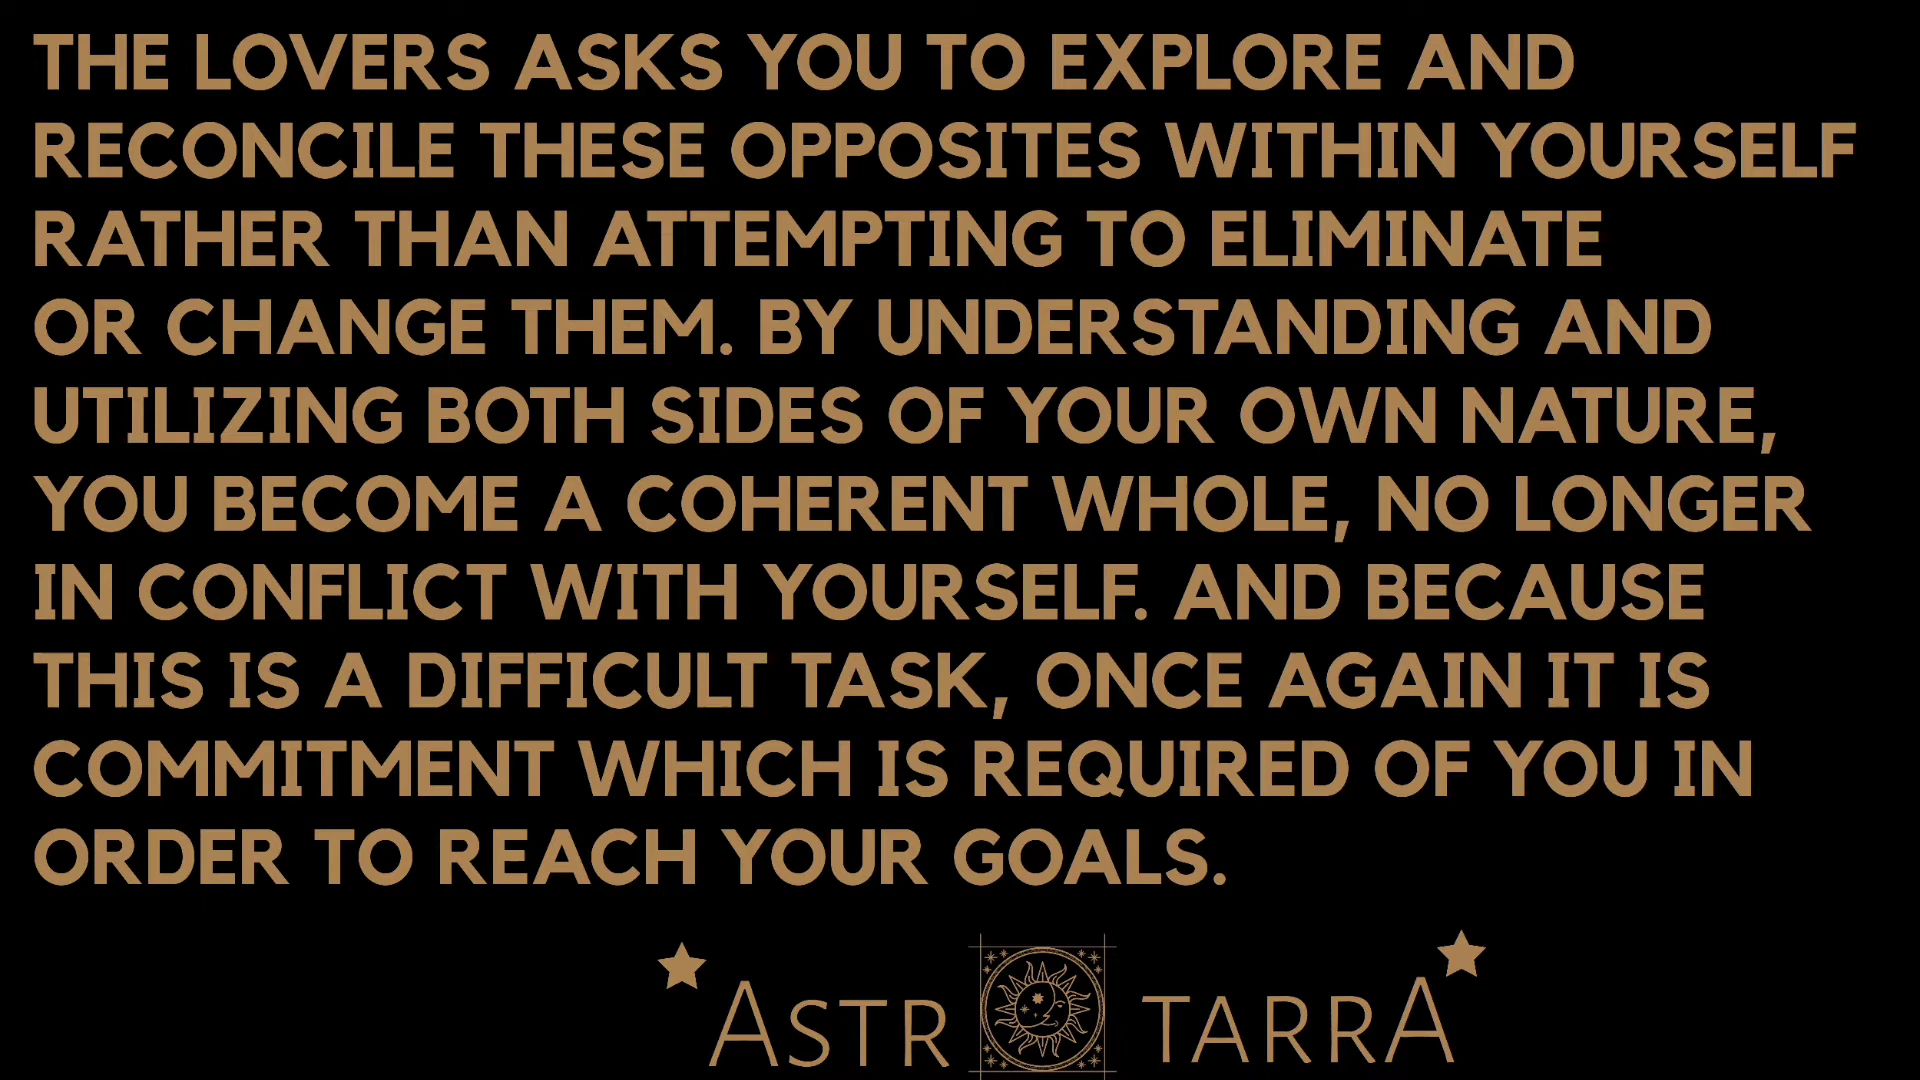 THE LOVERS ASKS YOU TO EXPLORE AND
RECONCILE THESE OPPOSITES WITHIN YOURSELF
RATHER THAN ATTEMPTING TO ELIMINATE
OR CHANGE THEM. BY UNDERSTANDING AND
UTILIZING BOTH SIDES OF YOUR OWN NATURE,
YOU BECOME A COHERENT WHOLE, NO LONGER
IN CONFLICT WITH YOURSELF. AND BECAUSE
THIS IS A DIFFICULT TASK, ONCE AGAIN IT IS
COMMITMENT WHICH IS REQUIRED OF YOU IN
ORDER TO REACH YOUR GOALS.
ASTR TARRA